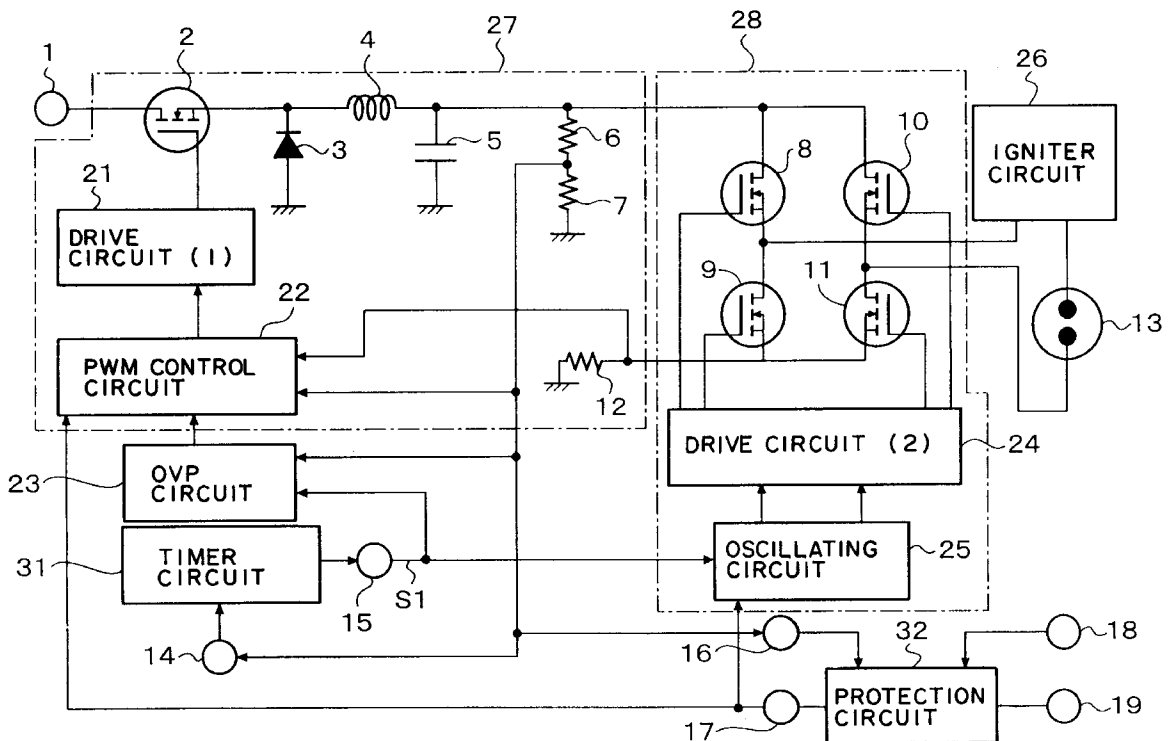 1
2
4
27
28
26
IGNITER
CIRCUIT
10
3
5
6
8
7
21
DRIVE
CIRCUIT (1)
9
11
13
22
PWM CONTROL
CIRCUIT
12
DRIVE CIRCUIT (2)
24
23
OVP
CIRCUIT
31
TIMER
CIRCUIT
15
S1
OSCILLATING
CIRCUIT
25
14
16
32
18
17
PROTECTION
CIRCUIT
19